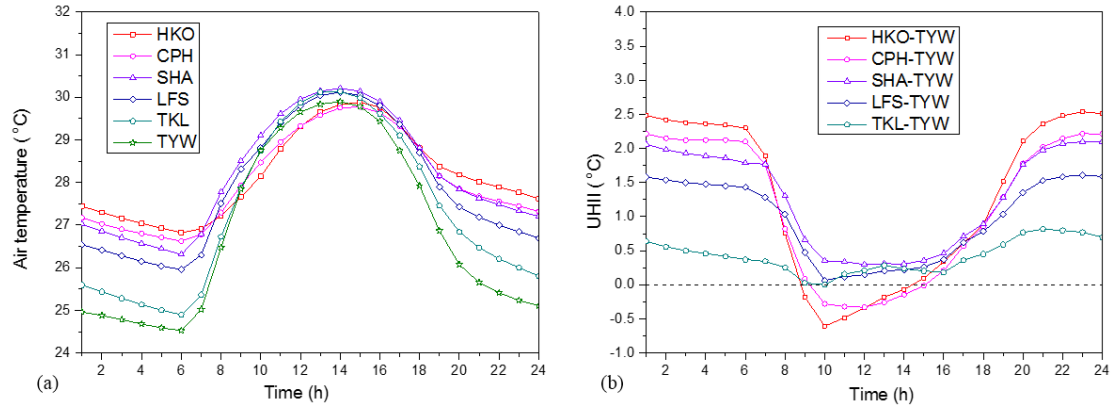 32
31
30
29
28
27
26
25
24
Air temperature (°C)
HKO
CPH
SHA
LFS
TKL
TYW
2 4 6 8 10 12 14 16 18 20 22 24
Time (h)
(a)
4.0
3.5
3.0
2.5
2.0
1.5
1.0
0.5
0.0
-0.5
-1.0
UHII (°C)
HKO-TYW
CPH-TYW
SHA-TYW
LFS-TYW
TKL-TYW
2 4 6 8 10 12 14 16 18 20 22 24
Time (h)
(b)